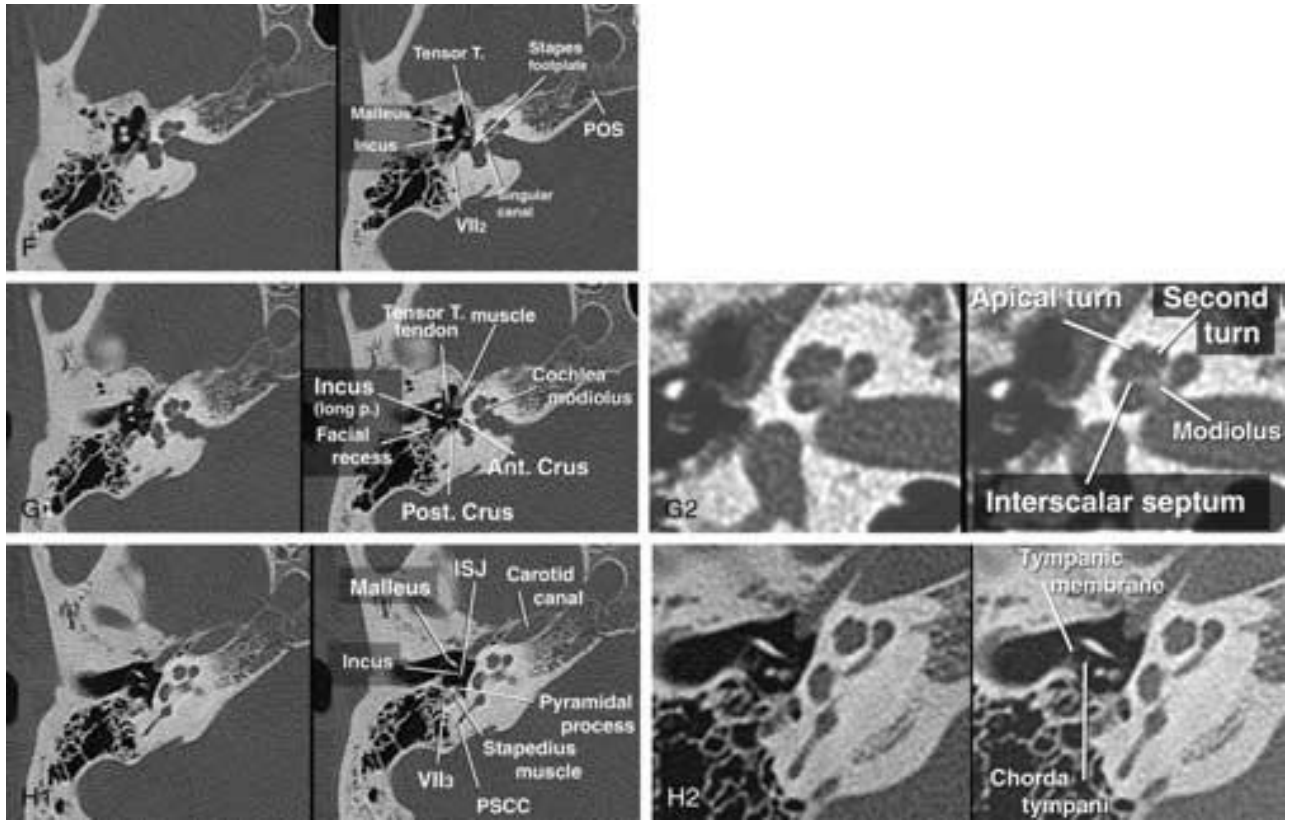 Tensor T.
Stapes
footplate
Malleus
Incus
POS
Singular
canal
VII2
F
Tensor T. muscle
tendon
Incus
(long p.)
Cochlea
modiolus
Facial
recess
Ant. Crus
Post. Crus
G
Apical turn
Second
turn
Modiolus
Interscalar septum
G2
ISJ
Malleus
Carotid
canal
Incus
Pyramidal
process
Stapedius
muscle
VII3
PSCC
H
Tympanic
membrane
Chorda
tympani
H2